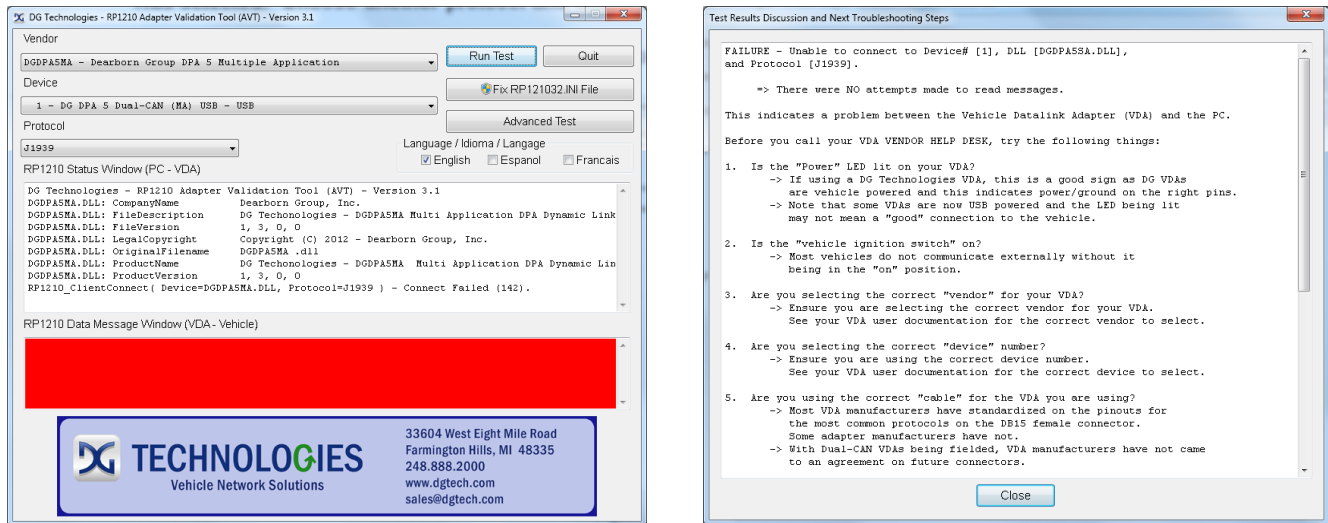 DG Technologies - RP1210 Adapter Validation Tool (AVT) - Version 3.1
Vendor
DGDPA5MA - Dearborn Group DPA 5 Multiple Application
Run Test
Quit
Device
Fix RP121032.INI File
1 - DG DPA 5 Dual-CAN (MA) USB - USB
Protocol
Advanced Test
J1939
Language / Idioma / Langage
English
Espanol
Francais
RP1210 Status Window (PC - VDA)
DG Technologies - RP1210 Adapter Validation Tool (AVT) - Version 3.1
DGDPA5MA.DLL: CompanyName Dearborn Group, Inc.
DGDPA5MA.DLL: FileDescription DG Techonologies - DGDPA5MA Multi Application DPA Dynamic Link
DGDPA5MA.DLL: FileVersion 1, 3, 0, 0
DGDPA5MA.DLL: LegalCopyright Copyright (C) 2012 - Dearborn Group, Inc.
DGDPA5MA.DLL: OriginalFilename DGDPA5MA .dll
DGDPA5MA.DLL: ProductName DG Techonologies - DGDPA5MA Multi Application DPA Dynamic Lin
DGDPA5MA.DLL: ProductVersion 1, 3, 0, 0
RP1210_ClientConnect( Device=DGDPA5MA.DLL, Protocol=J1939 ) - Connect Failed (142).
RP1210 Data Message Window (VDA - Vehicle)
DG TECHNOLOGIES
Vehicle Network Solutions
33604 West Eight Mile Road
Farmington Hills, MI 48335
248.888.2000
www.dgtech.com
sales@dgtech.com
Test Results Discussion and Next Troubleshooting Steps
FAILURE - Unable to connect to Device# [1], DLL [DGDPA5SA.DLL],
and Protocol [J1939].
=> There were NO attempts made to read messages.
This indicates a problem between the Vehicle Datalink Adapter (VDA) and the PC.
Before you call your VDA VENDOR HELP DESK, try the following things:
1. Is the "Power" LED lit on your VDA?
-> If using a DG Technologies VDA, this is a good sign as DG VDAs
are vehicle powered and this indicates power/ground on the right pins.
-> Note that some VDAs are now USB powered and the LED being lit
may not mean a "good" connection to the vehicle.
2. Is the "vehicle ignition switch" on?
-> Most vehicles do not communicate externally without it
being in the "on" position.
3. Are you selecting the correct "vendor" for your VDA?
-> Ensure you are selecting the correct vendor for your VDA.
See your VDA user documentation for the correct vendor to select.
4. Are you selecting the correct "device" number?
-> Ensure you are using the correct device number.
See your VDA user documentation for the correct device to select.
5. Are you using the correct "cable" for the VDA you are using?
-> Most VDA manufacturers have standardized on the pinouts for
the most common protocols on the DB15 female connector.
Some adapter manufacturers have not.
-> With Dual-CAN VDAs being fielded, VDA manufacturers have not came
to an agreement on future connectors.
Close